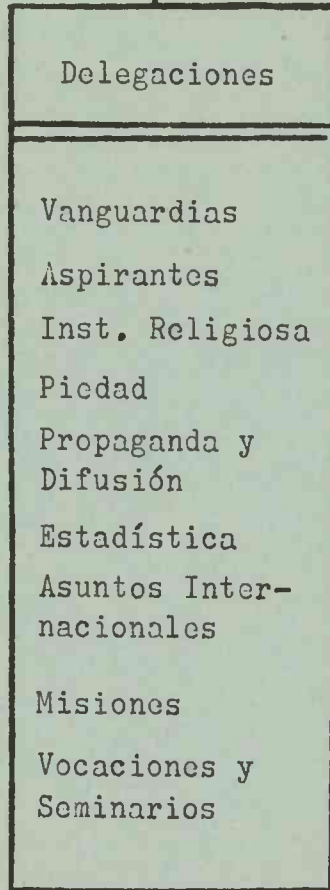 Delegaciones
Vanguardias
Aspirantes
Inst. Religiosa
Piedad
Propaganda y
Difusión
Estadística
Asuntos Inter-
nacionales
Misiones
Vocaciones y
Seminarios